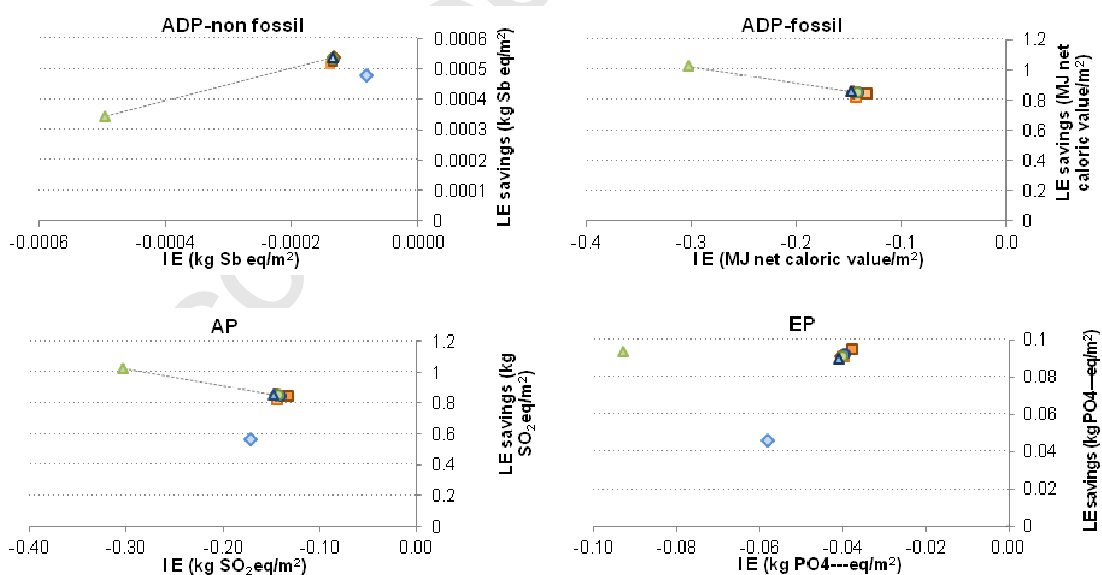 ADP-non fossil
0.0006
0.0005
0.0004
0.0003
0.0002
0.0001
0
LE savings (kg Sb eq/m²)
-0.0006 -0.0004 -0.0002 0.0000
IE (kg Sb eq/m²)
ADP-fossil
1.2
1
0.8
0.6
0.4
0.2
0
LE savings (MJ net
caloric value/m²)
-0.4 -0.3 -0.2 -0.1 0.0
IE (MJ net caloric value/m²)
AP
1.2
1
0.8
0.6
0.4
0.2
0
LE savings (kg
SO₂eq/m²)
-0.40 -0.30 -0.20 -0.10 0.00
IE (kg SO₂eq/m²)
EP
0.1
0.08
0.06
0.04
0.02
0
LE savings (kg PO4---eq/m²)
-0.10 -0.08 -0.06 -0.04 -0.02 0.00
IE (kg PO4---eq/m²)